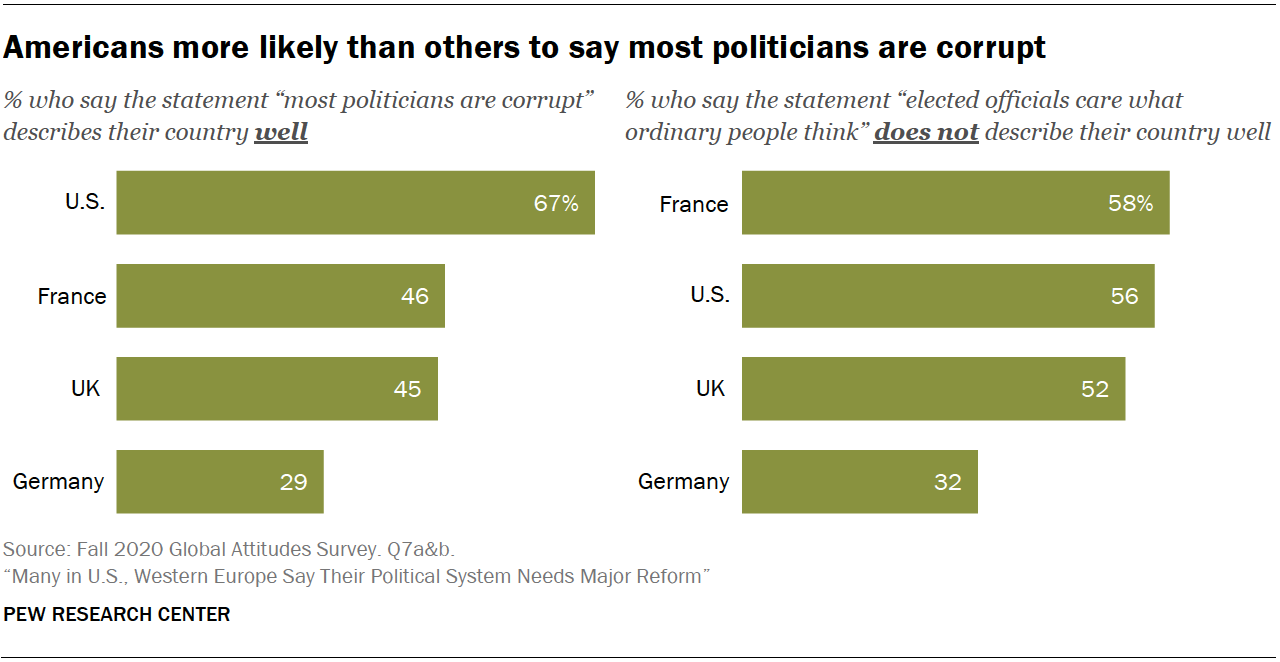 Americans more likely than others to say most politicians are corrupt
% who say the statement “most politicians are corrupt”
describes their country well
U.S. 67%
France 46
UK 45
Germany 29
% who say the statement “elected officials care what
ordinary people think” does not describe their country well
France 58%
U.S. 56
UK 52
Germany 32
Source: Fall 2020 Global Attitudes Survey. Q7a&b.
“Many in U.S., Western Europe Say Their Political System Needs Major Reform”
PEW RESEARCH CENTER